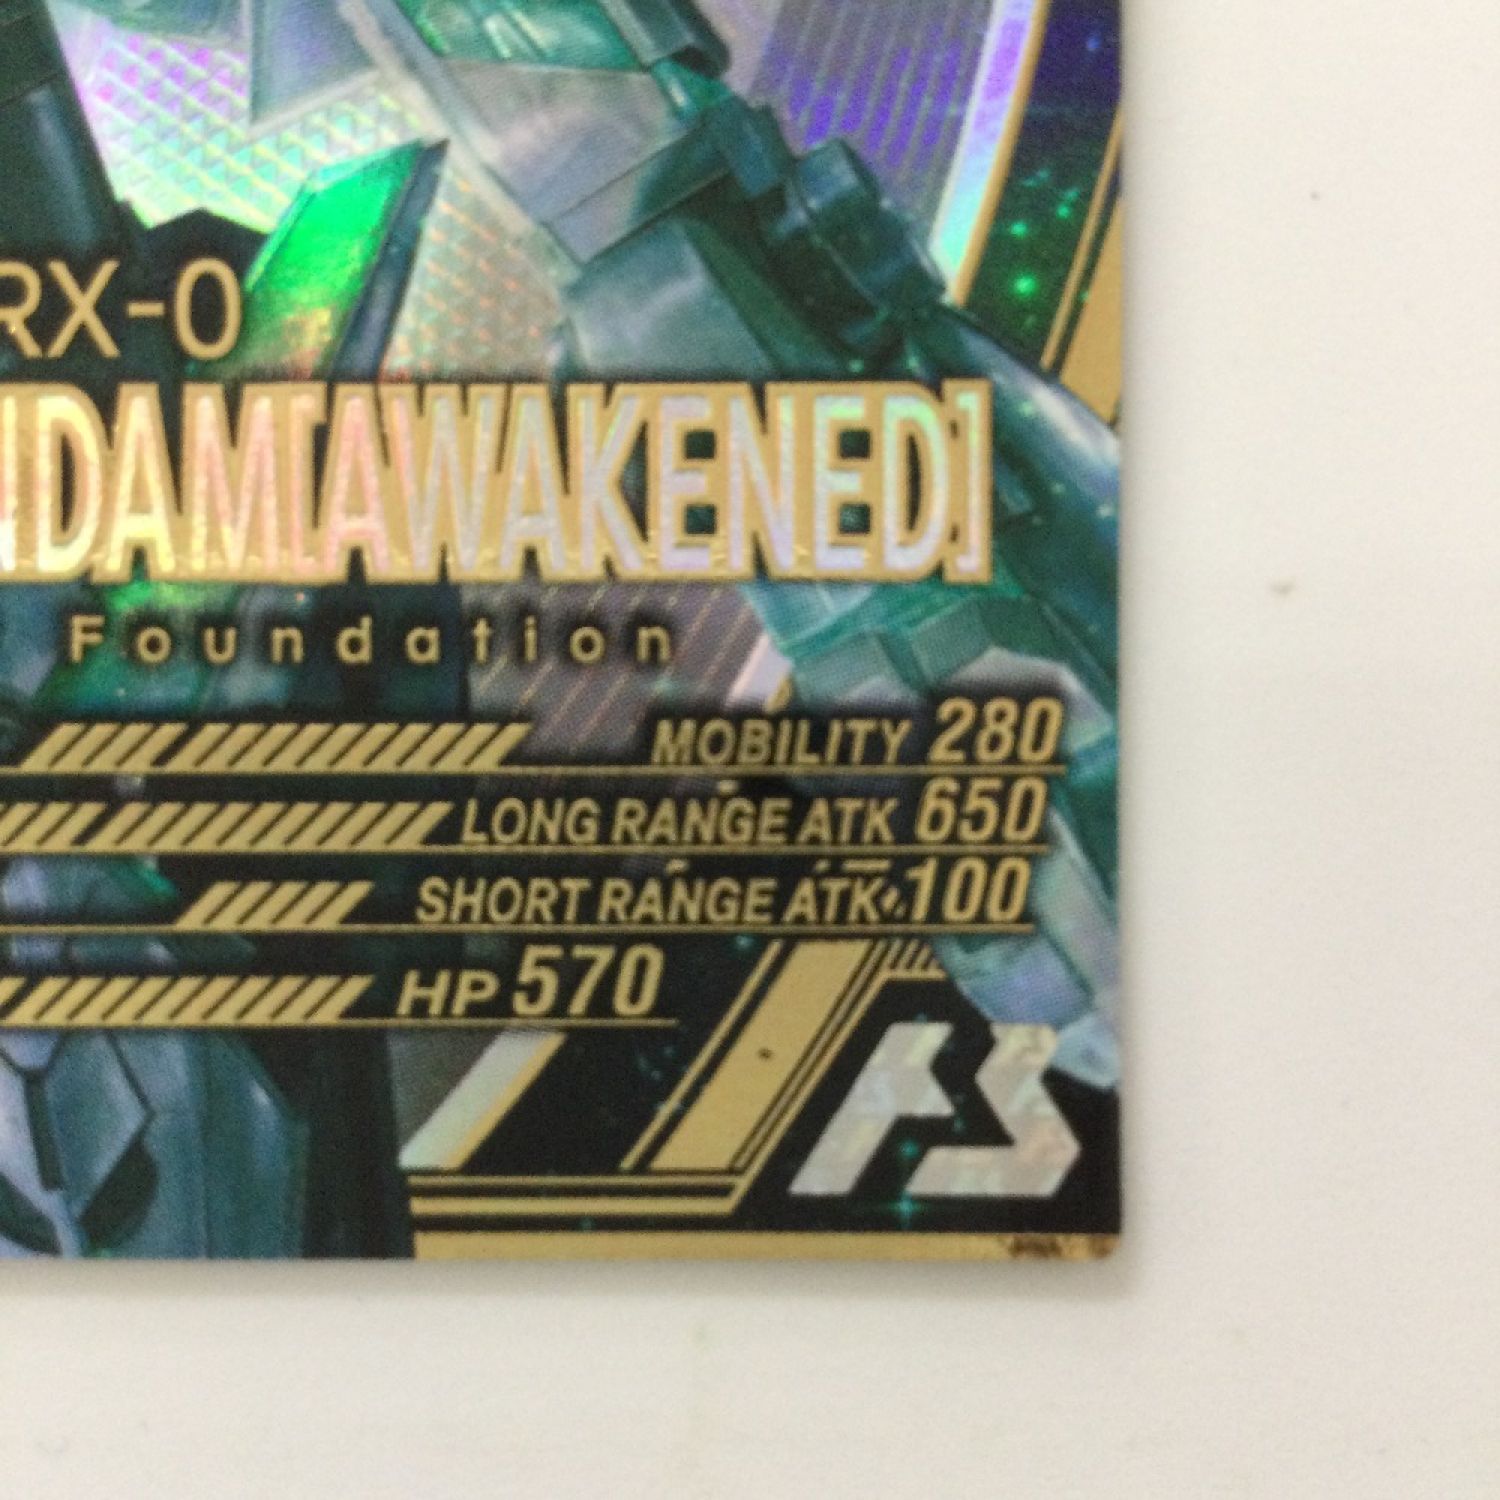 RX-0
NDAM[AWAKENED]
Foundation
MOBILITY 280
LONG RANGE ATK 650
SHORT RANGE ATK 100
HP 570